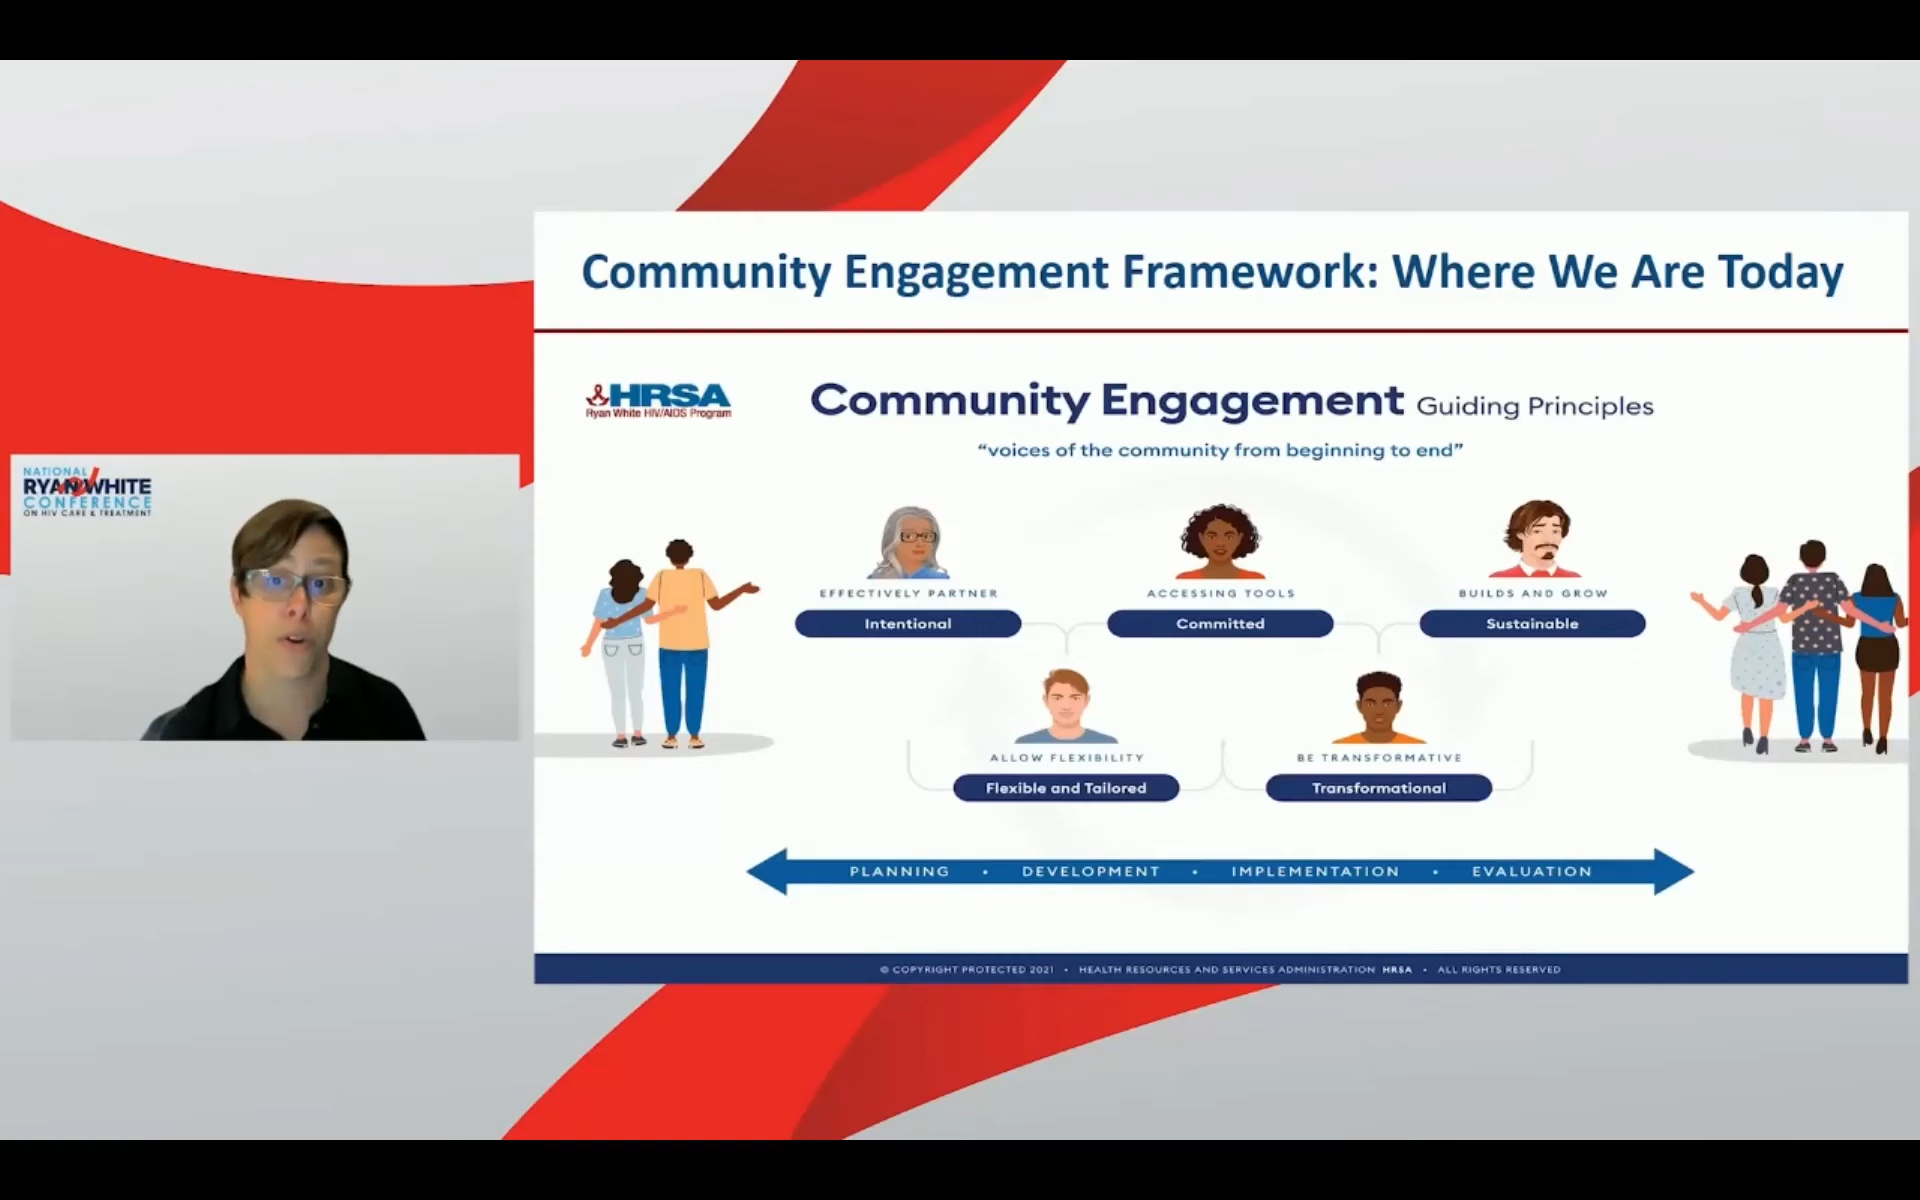 NATIONAL
RYAN WHITE
CONFERENCE
ON HIV CARE & TREATMENT
Community Engagement Framework: Where We Are Today
HRSA
Ryan White HIV/AIDS Program
Community Engagement Guiding Principles
“voices of the community from beginning to end”
EFFECTIVELY PARTNER
Intentional
ACCESSING TOOLS
Committed
BUILDS AND GROW
Sustainable
ALLOW FLEXIBILITY
Flexible and Tailored
BE TRANSFORMATIVE
Transformational
PLANNING • DEVELOPMENT • IMPLEMENTATION • EVALUATION
© COPYRIGHT PROTECTED 2021 • HEALTH RESOURCES AND SERVICES ADMINISTRATION HRSA • ALL RIGHTS RESERVED